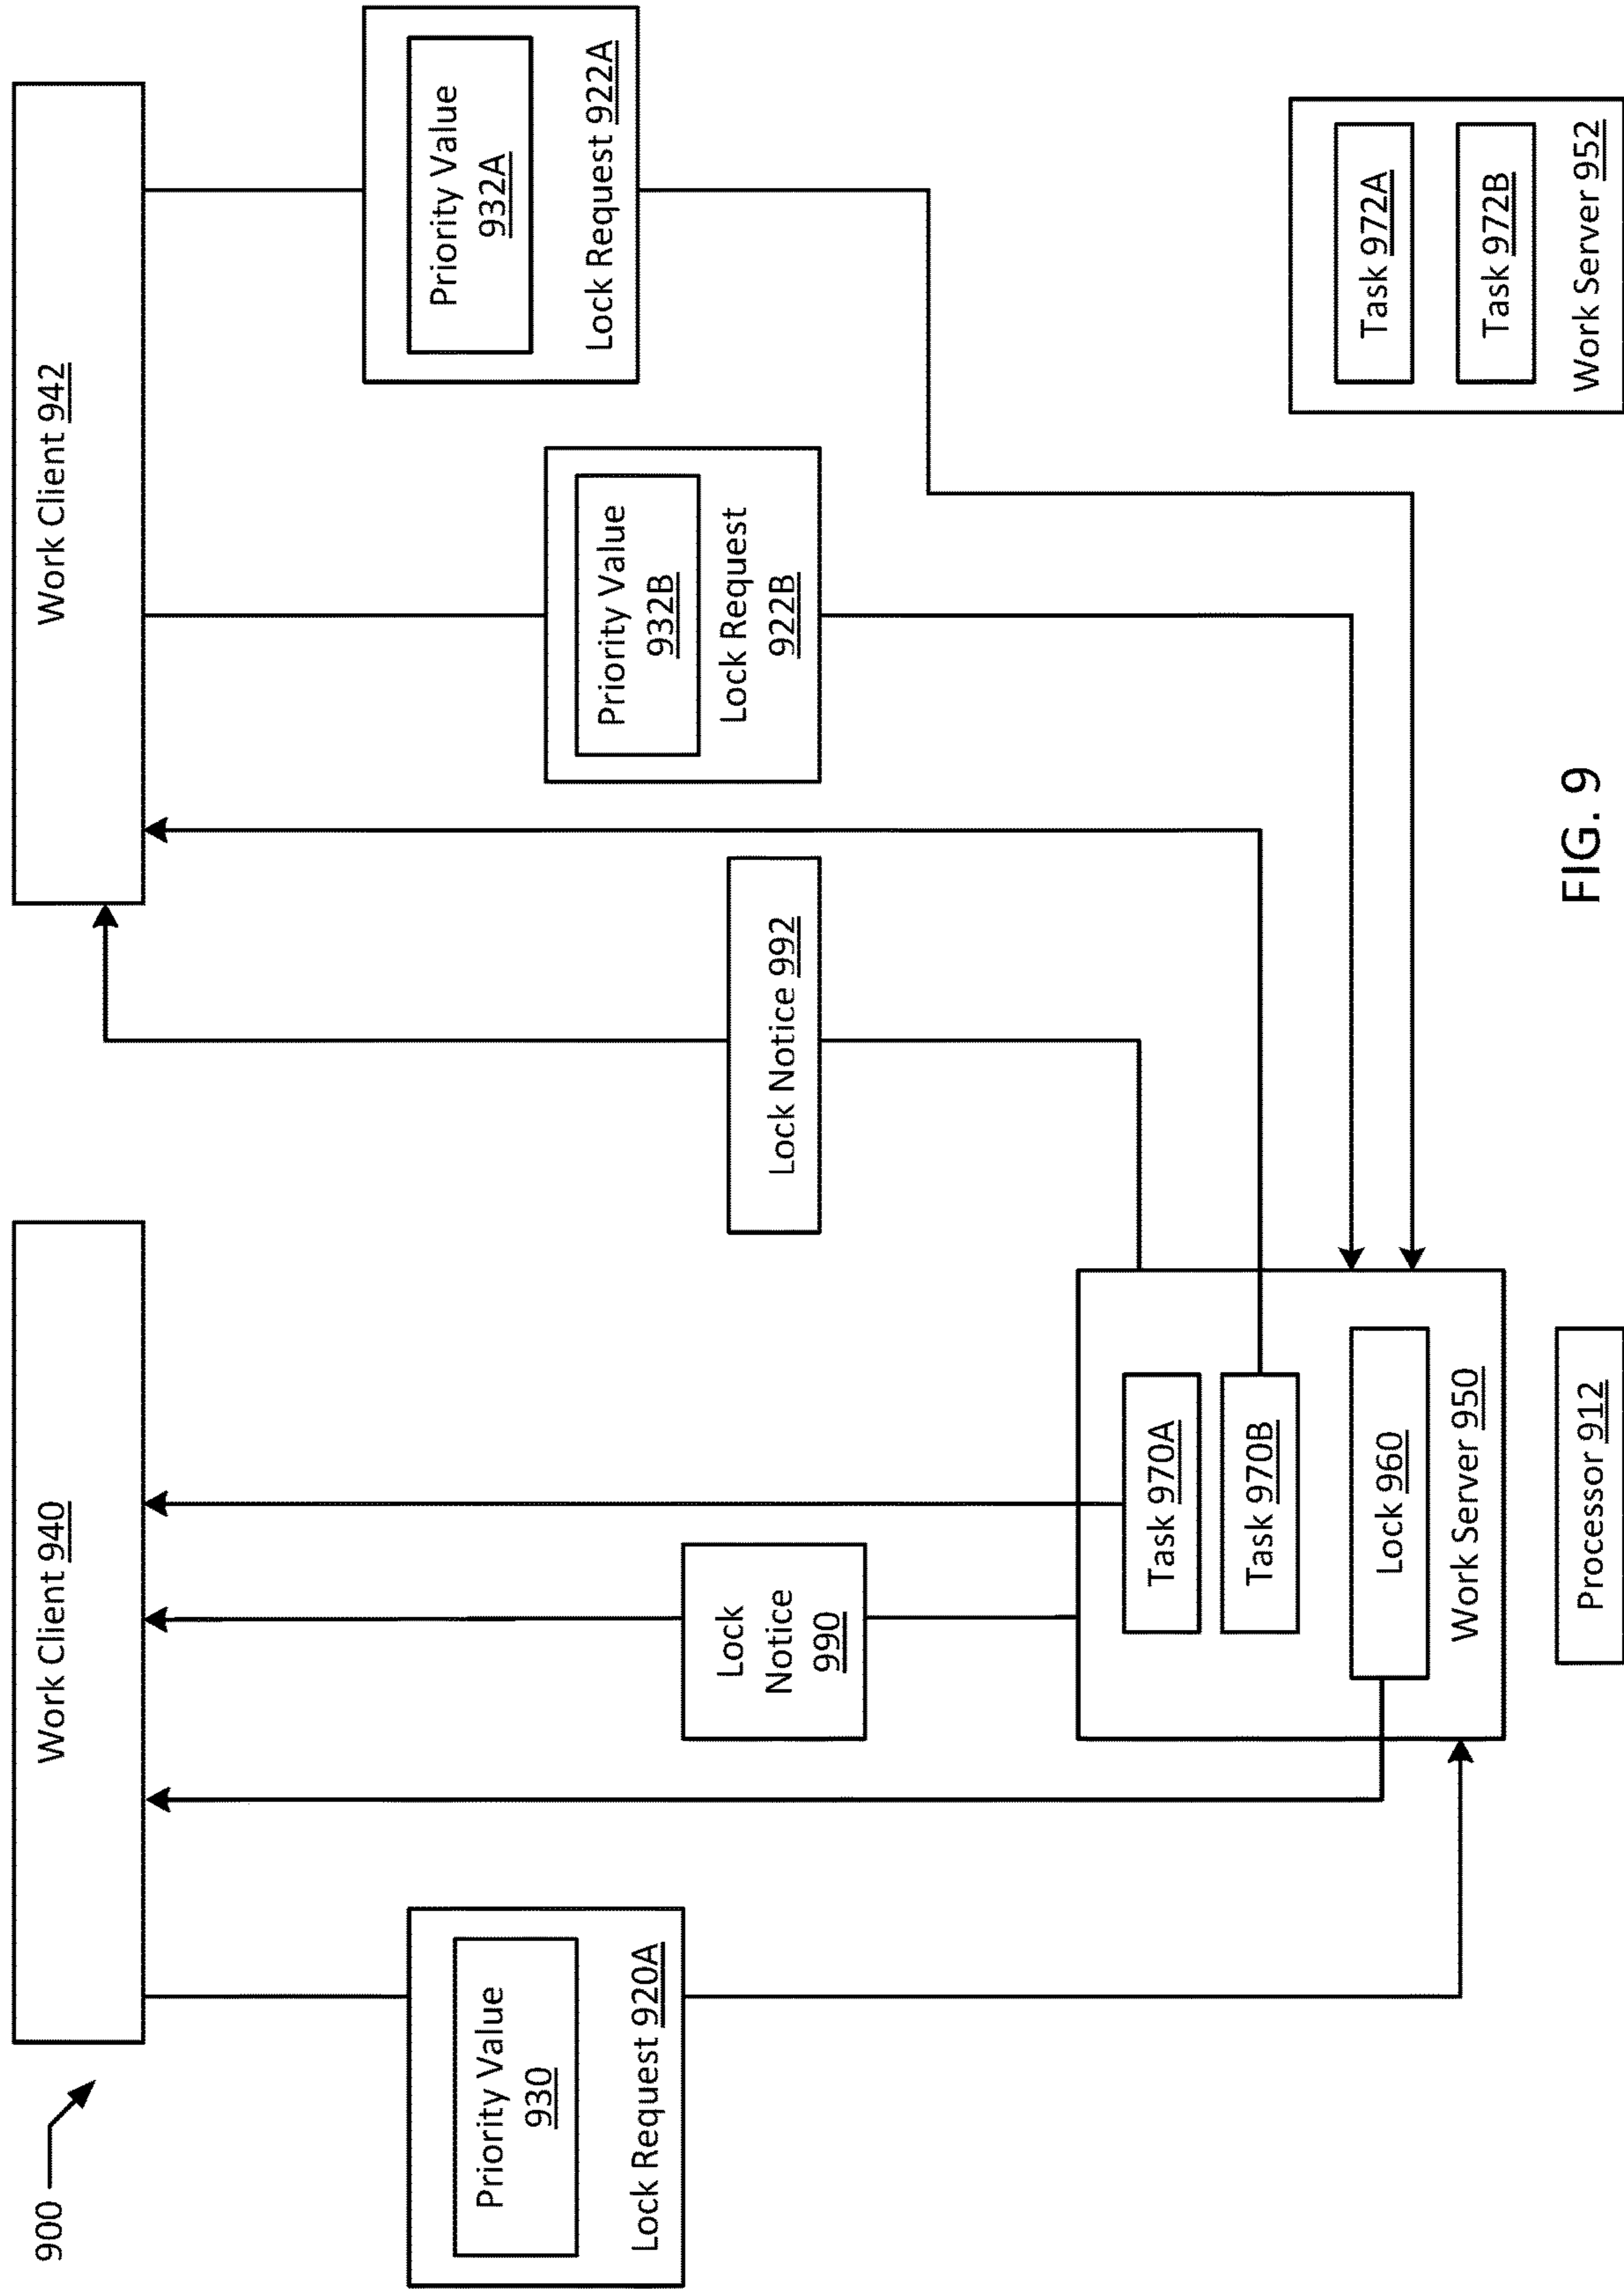 900
Work Client 940
Work Client 942
Priority Value
930
Lock Request 920A
Lock
Notice
990
Lock Notice 992
Priority Value
932B
Lock Request
922B
Priority Value
932A
Lock Request 922A
Task 970A
Task 970B
Lock 960
Work Server 950
Processor 912
Task 972A
Task 972B
Work Server 952
FIG. 9